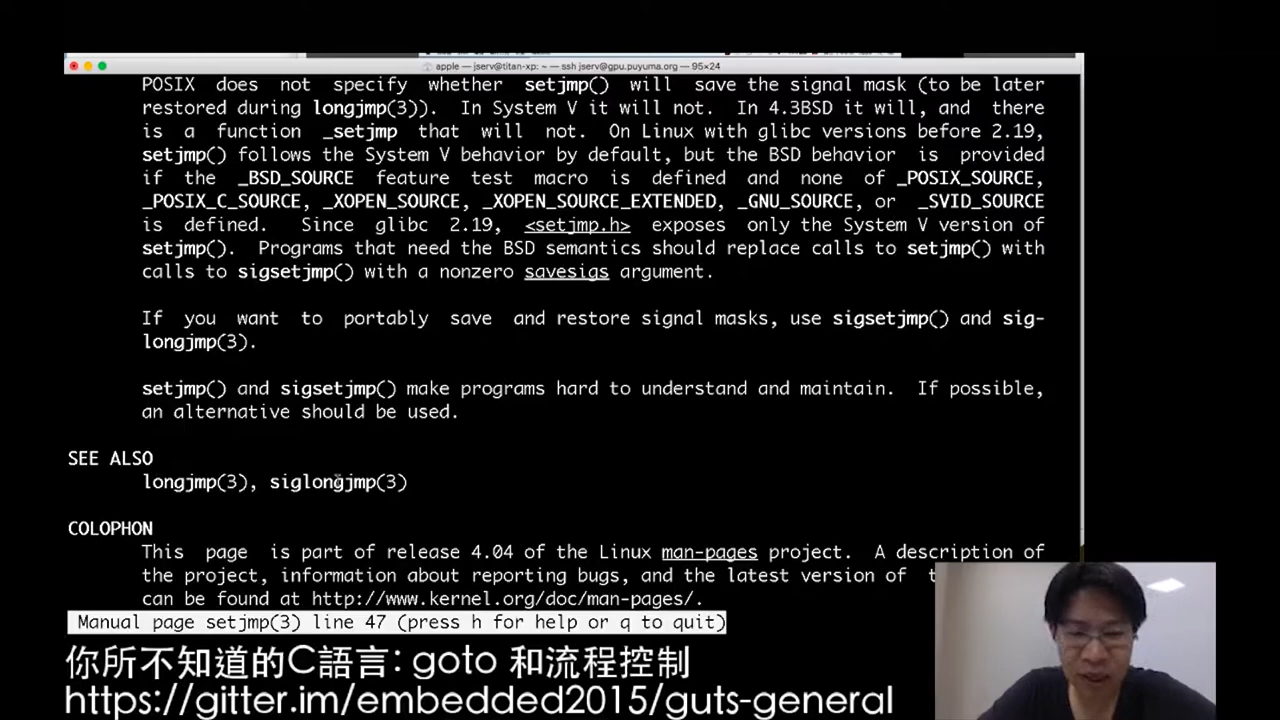 apple — jserv@titan-xp: ~ — ssh jserv@gpu.puyuma.org — 95×24
POSIX does not specify whether setjmp() will save the signal mask (to be later
restored during longjmp(3)). In System V it will not. In 4.3BSD it will, and there
is a function _setjmp that will not. On Linux with glibc versions before 2.19,
setjmp() follows the System V behavior by default, but the BSD behavior is provided
if the _BSD_SOURCE feature test macro is defined and none of _POSIX_SOURCE,
_POSIX_C_SOURCE, _XOPEN_SOURCE, _XOPEN_SOURCE_EXTENDED, _GNU_SOURCE, or _SVID_SOURCE
is defined. Since glibc 2.19, <setjmp.h> exposes only the System V version of
setjmp(). Programs that need the BSD semantics should replace calls to setjmp() with
calls to sigsetjmp() with a nonzero savesigs argument.
If you want to portably save and restore signal masks, use sigsetjmp() and sig-
longjmp(3).
setjmp() and sigsetjmp() make programs hard to understand and maintain. If possible,
an alternative should be used.
SEE ALSO
longjmp(3), siglongjmp(3)
COLOPHON
This page is part of release 4.04 of the Linux man-pages project. A description of
the project, information about reporting bugs, and the latest version of
can be found at http://www.kernel.org/doc/man-pages/.
Manual page setjmp(3) line 47 (press h for help or q to quit)
你所不知道的C語言: goto 和流程控制
https://gitter.im/embedded2015/guts-general